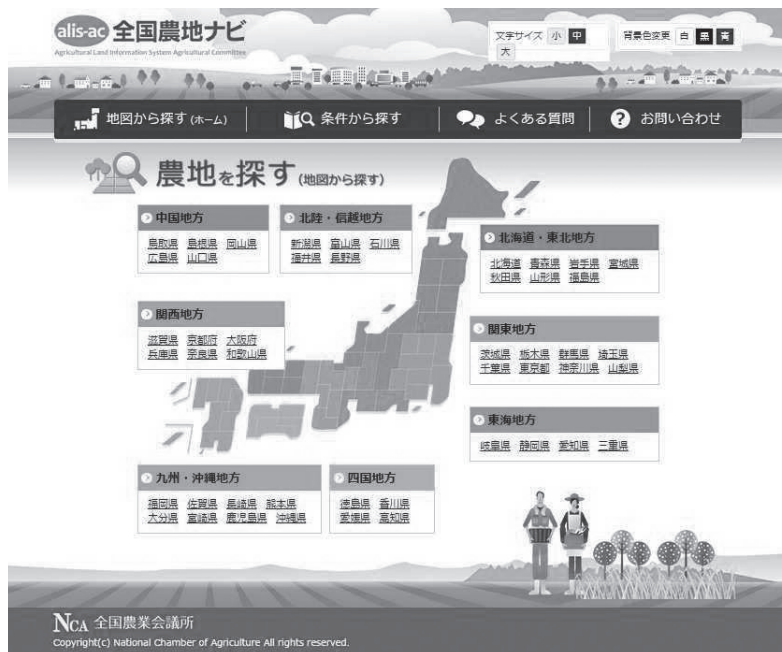 alis-ac 全国農地ナビ
Agricultural Land Information System Agricultural Committee
文字サイズ 小 中
大
背景色変更 白 黒 青
地図から探す (ホーム)
条件から探す
よくある質問
お問い合わせ
農地を探す (地図から探す)
中国地方
鳥取県 島根県 岡山県
広島県 山口県
北陸・信越地方
新潟県 富山県 石川県
福井県 長野県
北海道・東北地方
北海道 青森県 岩手県 宮城県
秋田県 山形県 福島県
関西地方
滋賀県 京都府 大阪府
兵庫県 奈良県 和歌山県
関東地方
茨城県 栃木県 群馬県 埼玉県
千葉県 東京都 神奈川県 山梨県
東海地方
岐阜県 静岡県 愛知県 三重県
九州・沖縄地方
福岡県 佐賀県 長崎県 熊本県
大分県 宮崎県 鹿児島県 沖縄県
四国地方
徳島県 香川県
愛媛県 高知県
NCA 全国農業会議所
Copyright(c) National Chamber of Agriculture All rights reserved.